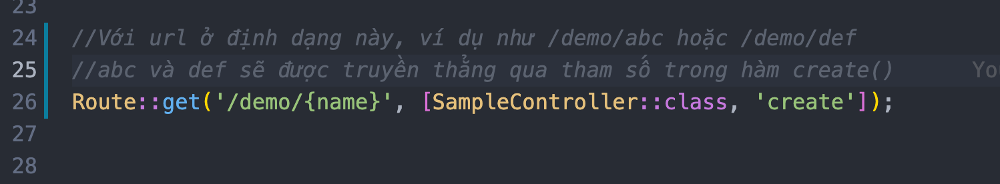 23
24 //Với url ở định dạng này, ví dụ như /demo/abc hoặc /demo/def
25 //abc và def sẽ được truyền thẳng qua tham số trong hàm create() Yo
26 Route::get('/demo/{name}', [SampleController::class, 'create']);
27
28